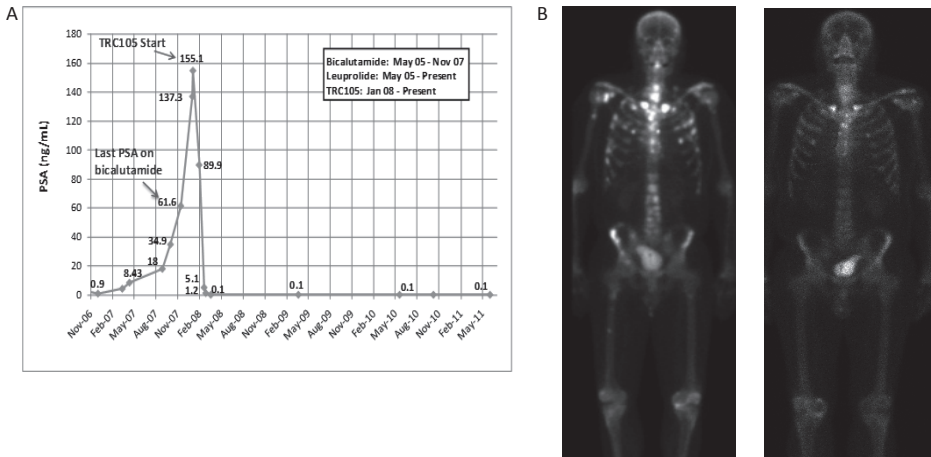 A
B
180
160
140
120
100
80
60
40
20
0
PSA (ng/mL)
TRC105 Start
155.1
137.3
Last PSA on
bicalutamide
89.9
61.6
34.9
18
8.43
0.9
5.1
1.2
0.1
0.1
0.1
0.1
Bicalutamide: May 05 - Nov 07
Leuprolide: May 05 - Present
TRC105: Jan 08 - Present
Nov-06
Feb-07
May-07
Aug-07
Nov-07
Feb-08
May-08
Aug-08
Nov-08
Feb-09
May-09
Aug-09
Nov-09
Feb-10
May-10
Aug-10
Nov-10
Feb-11
May-11